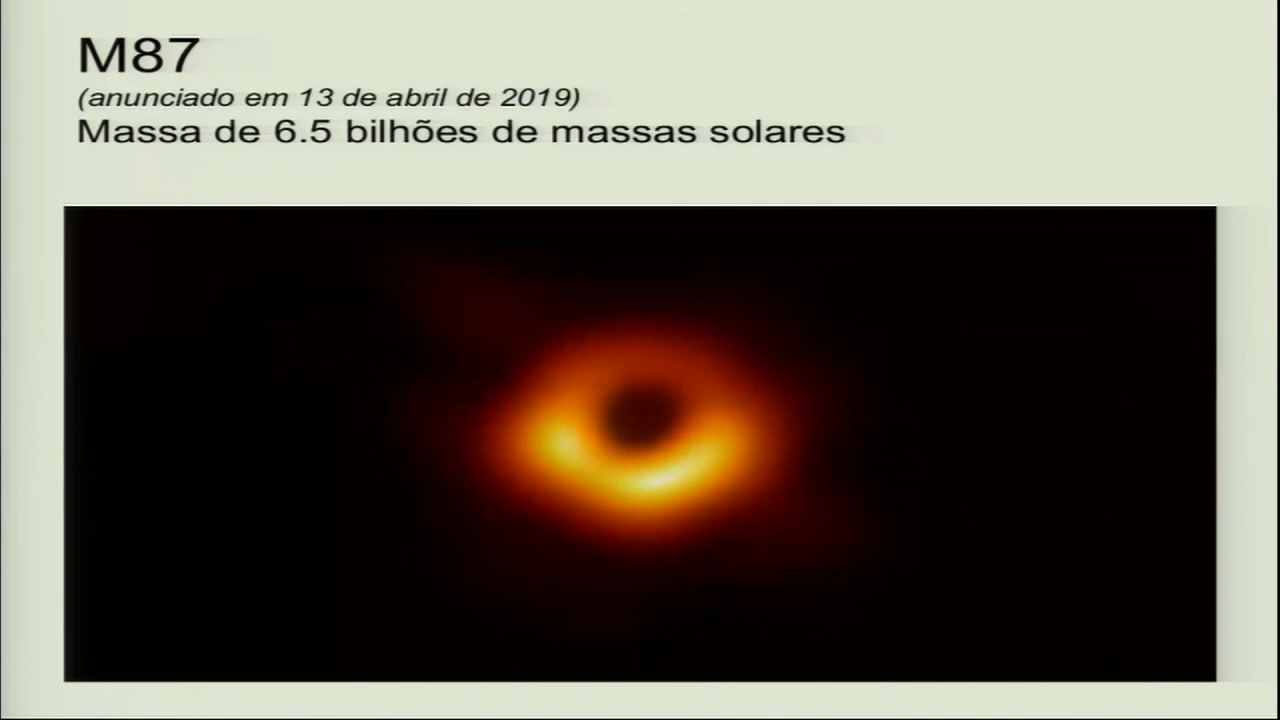 M87
(anunciado em 13 de abril de 2019)
Massa de 6.5 bilhões de massas solares